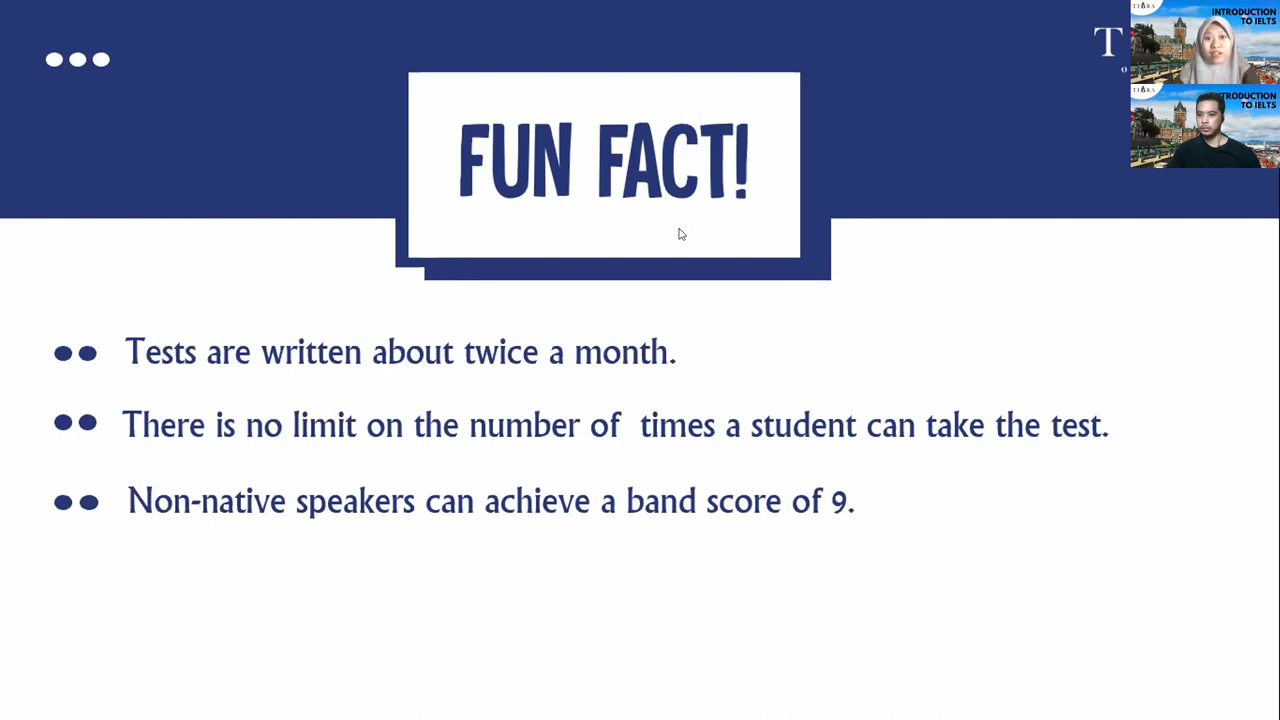 FUN FACT!
Tests are written about twice a month.
There is no limit on the number of times a student can take the test.
Non-native speakers can achieve a band score of 9.
T
INTRODUCTION
TO IELTS
TO IELTS